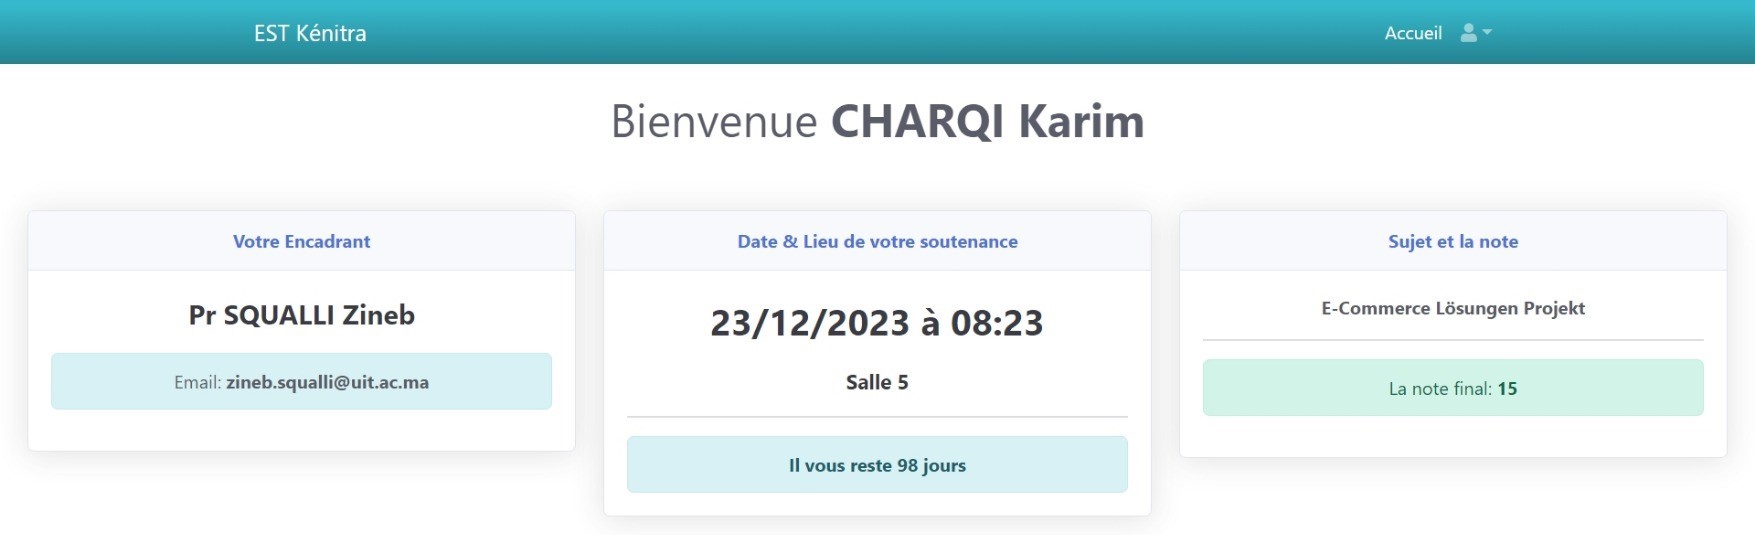 EST Kénitra
Accueil
Bienvenue CHARQI Karim
Votre Encadrant
Pr SQUALLI Zineb
Email: zineb.squalli@uit.ac.ma
Date & Lieu de votre soutenance
23/12/2023 à 08:23
Salle 5
Il vous reste 98 jours
Sujet et la note
E-Commerce Lösungen Projekt
La note final: 15